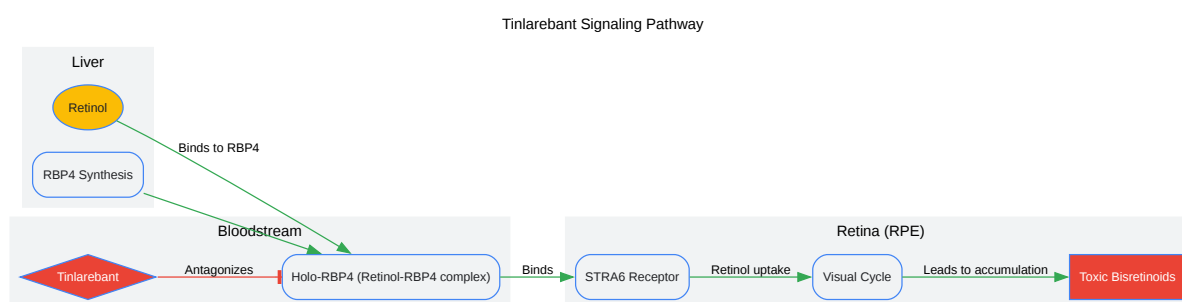 Tinlarebant Signaling Pathway
Liver
Retinol
Binds to RBP4
RBP4 Synthesis
Bloodstream
Retina (RPE)
Tinlarebant
Antagonizes
Holo-RBP4 (Retinol-RBP4 complex)
Binds
STRA6 Receptor
Retinol uptake
Visual Cycle
Leads to accumulation
Toxic Bisretinoids